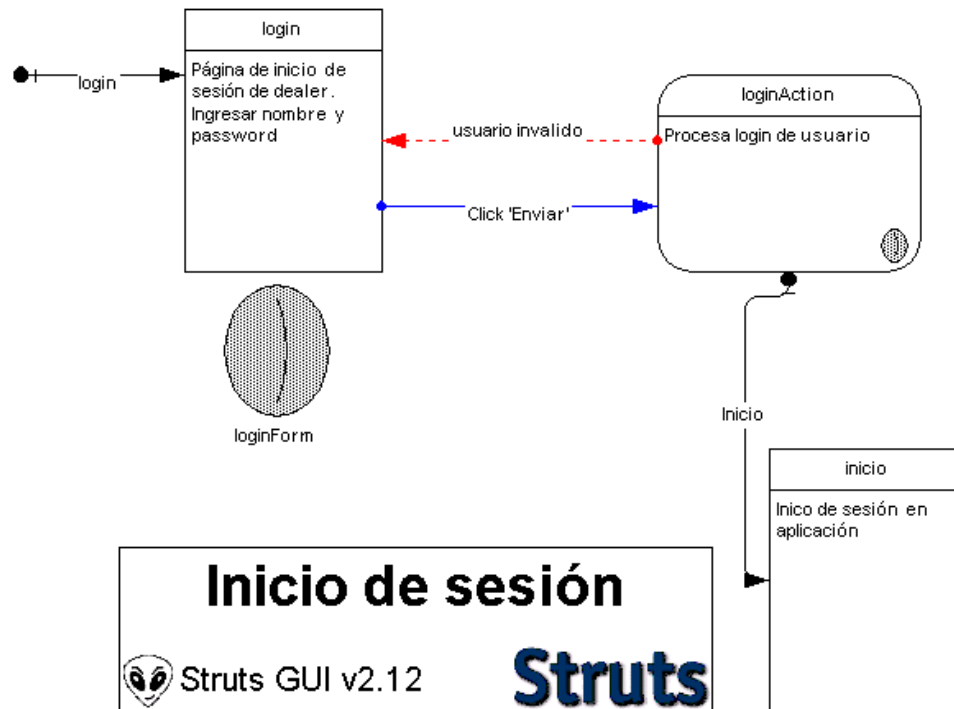 login
login
Página de inicio de
sesión de dealer.
Ingresar nombre y
password
usuario invalido
Click 'Enviar'
loginAction
Procesa login de usuario
loginForm
Inicio
inicio
Inico de sesión en
aplicación
Inicio de sesión
Struts GUI v2.12
Struts